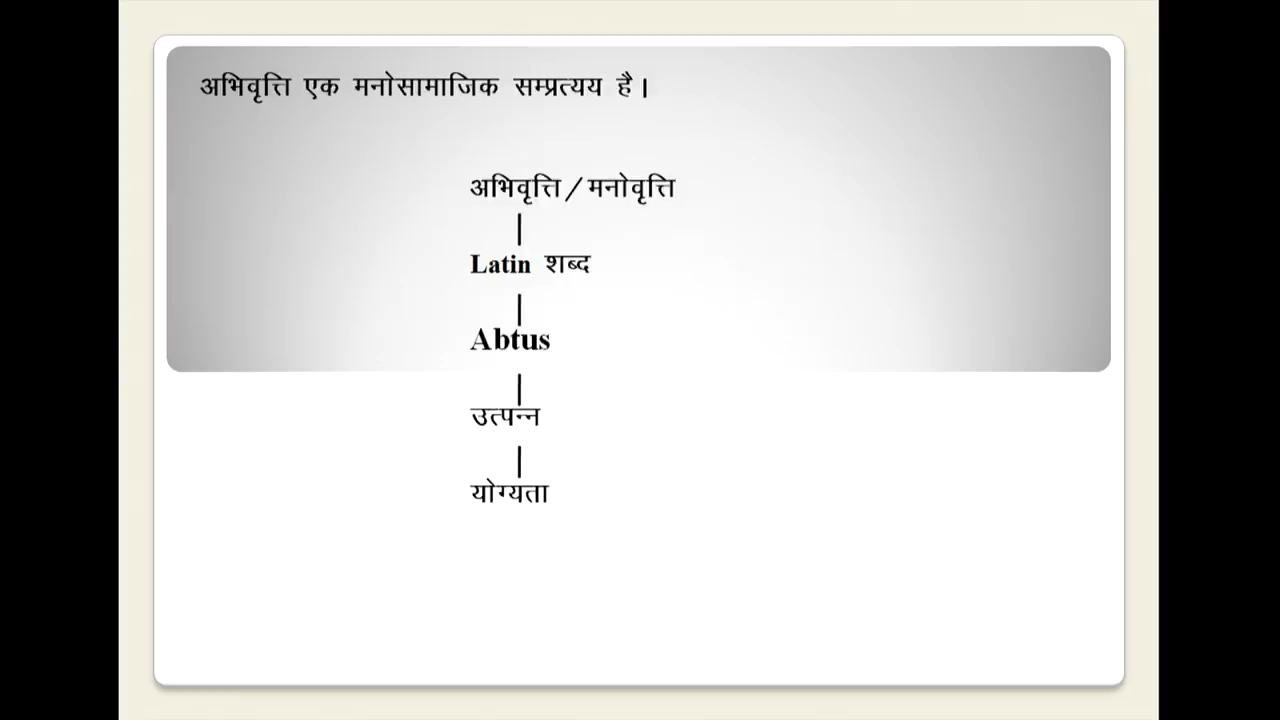 अभिवृत्ति एक मनोसामाजिक सम्प्रत्यय है।
अभिवृत्ति/मनोवृत्ति
Latin शब्द
Abtus
उत्पन्न
योग्यता